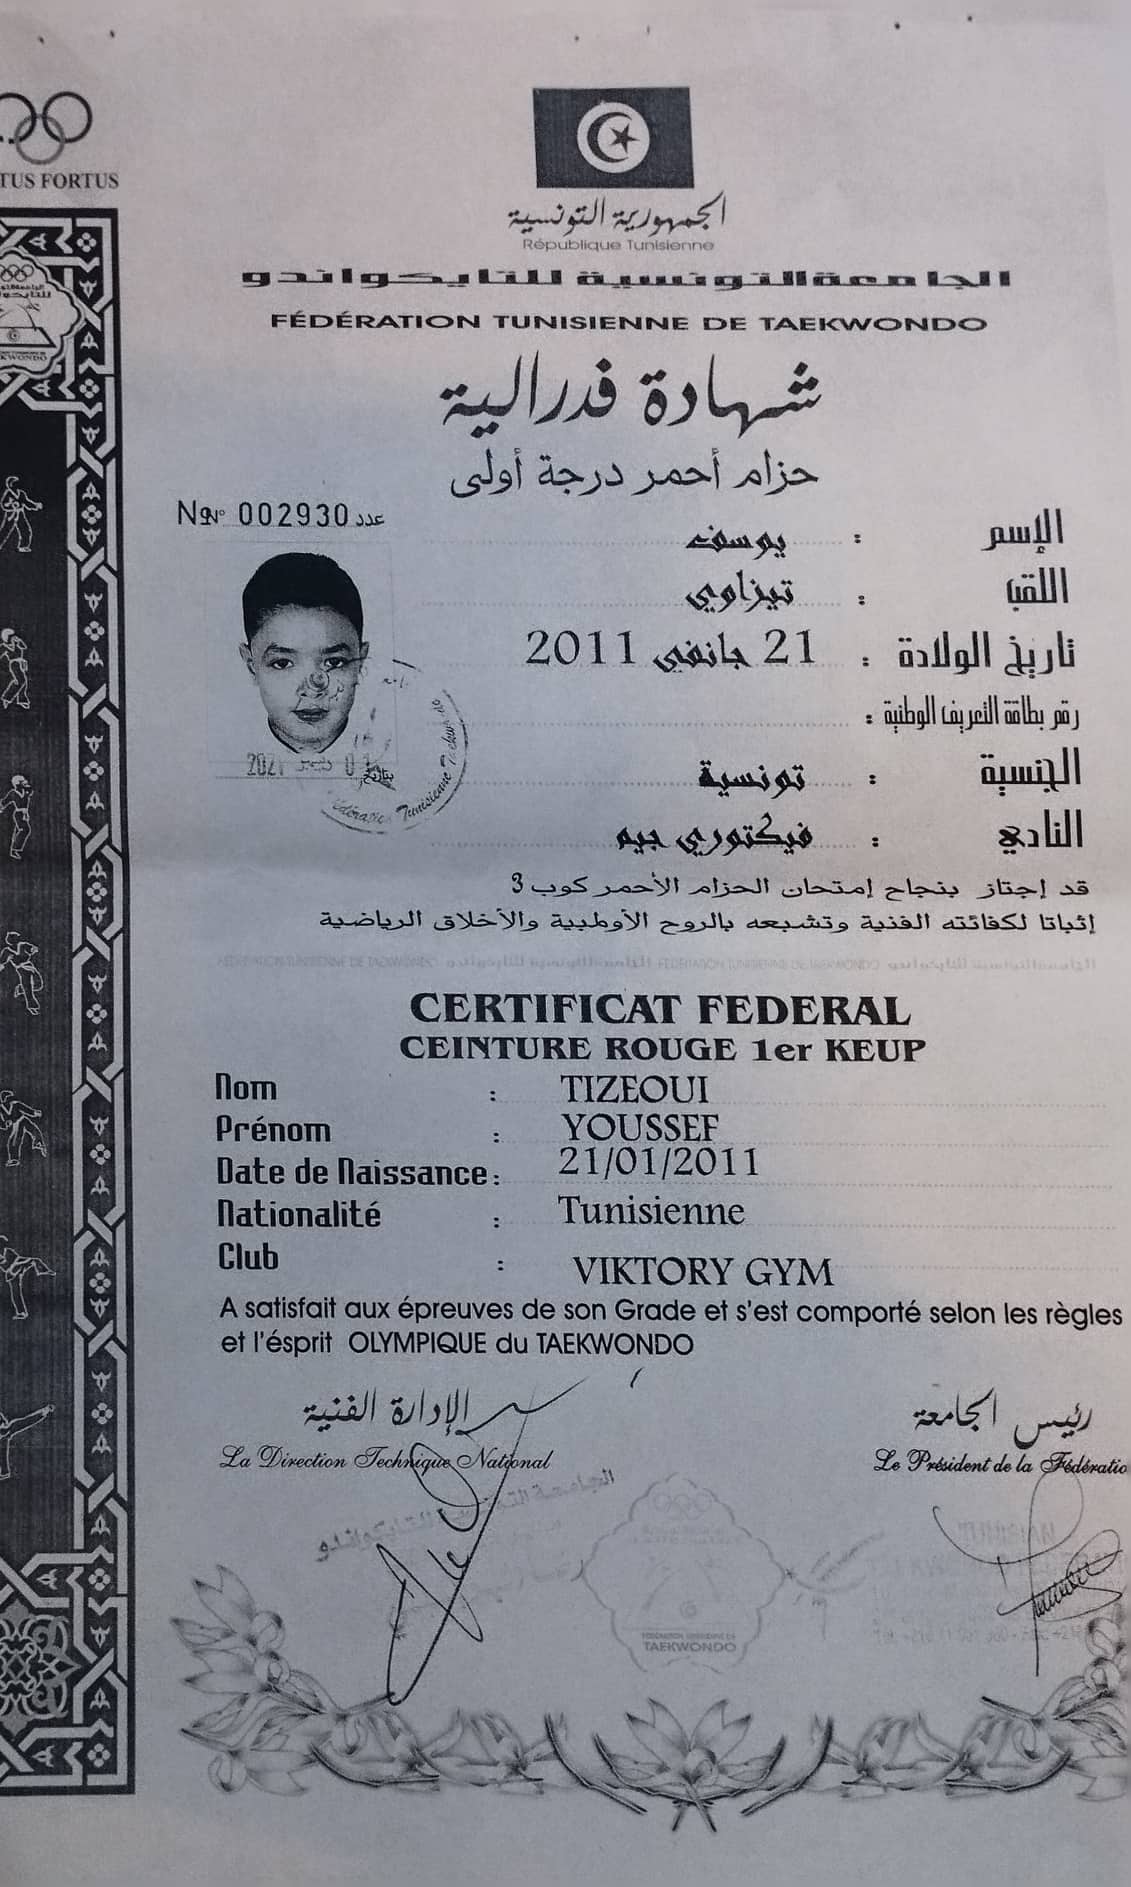 TUS FORTUS
الجمهورية التونسية
République Tunisienne
الجامعة التونسية للتايكواندو
FÉDÉRATION TUNISIENNE DE TAEKWONDO
شهادة فدرالية
حزام أحمر درجة أولى
N° 002930 عدد
الإسم : يوسف
اللقب : تيزاوي
تاريخ الولادة : 21 جانفي 2011
رقم بطاقة التعريف الوطنية :
الجنسية : تونسية
النادي : فيكتوري جيم
قد إجتاز بنجاح إمتحان الحزام الأحمر كوب 3
إثباتا لكفائته الفنية وتشبعه بالروح الأولمبية والأخلاق الرياضية
CERTIFICAT FEDERAL
CEINTURE ROUGE 1er KEUP
Nom : TIZEOUI
Prénom : YOUSSEF
Date de Naissance : 21/01/2011
Nationalité : Tunisienne
Club : VIKTORY GYM
A satisfait aux épreuves de son Grade et s'est comporté selon les règles
et l'ésprit OLYMPIQUE du TAEKWONDO
الإدارة الفنية
La Direction Technique National
رئيس الجامعة
Le Président de la Fédératio
TAEKWONDO